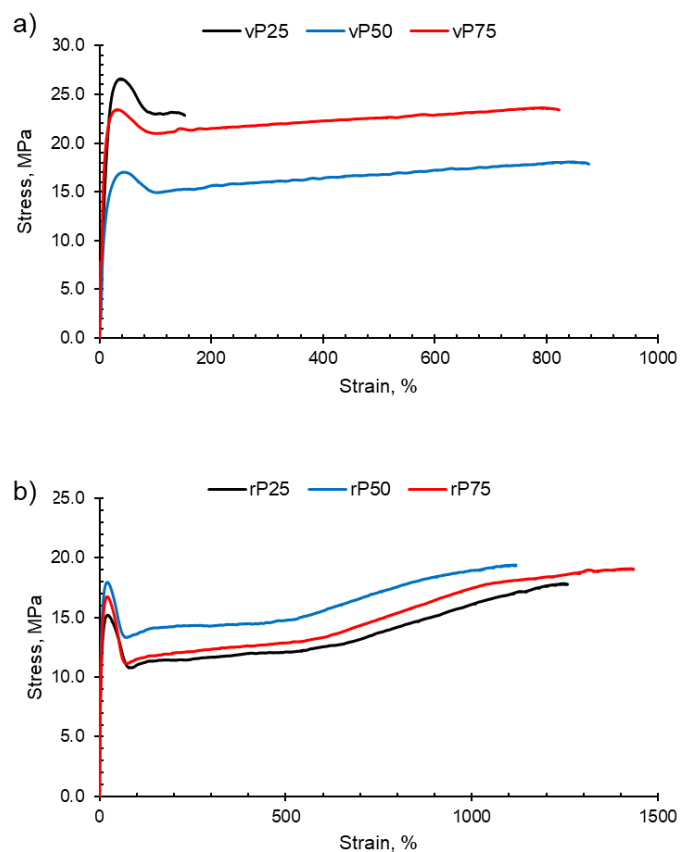 a)
vP25 vP50 vP75
30.0
25.0
20.0
15.0
10.0
5.0
0.0
Stress, MPa
0 200 400 600 800 1000
Strain, %
b)
rP25 rP50 rP75
25.0
20.0
15.0
10.0
5.0
0.0
Stress, MPa
0 500 1000 1500
Strain, %